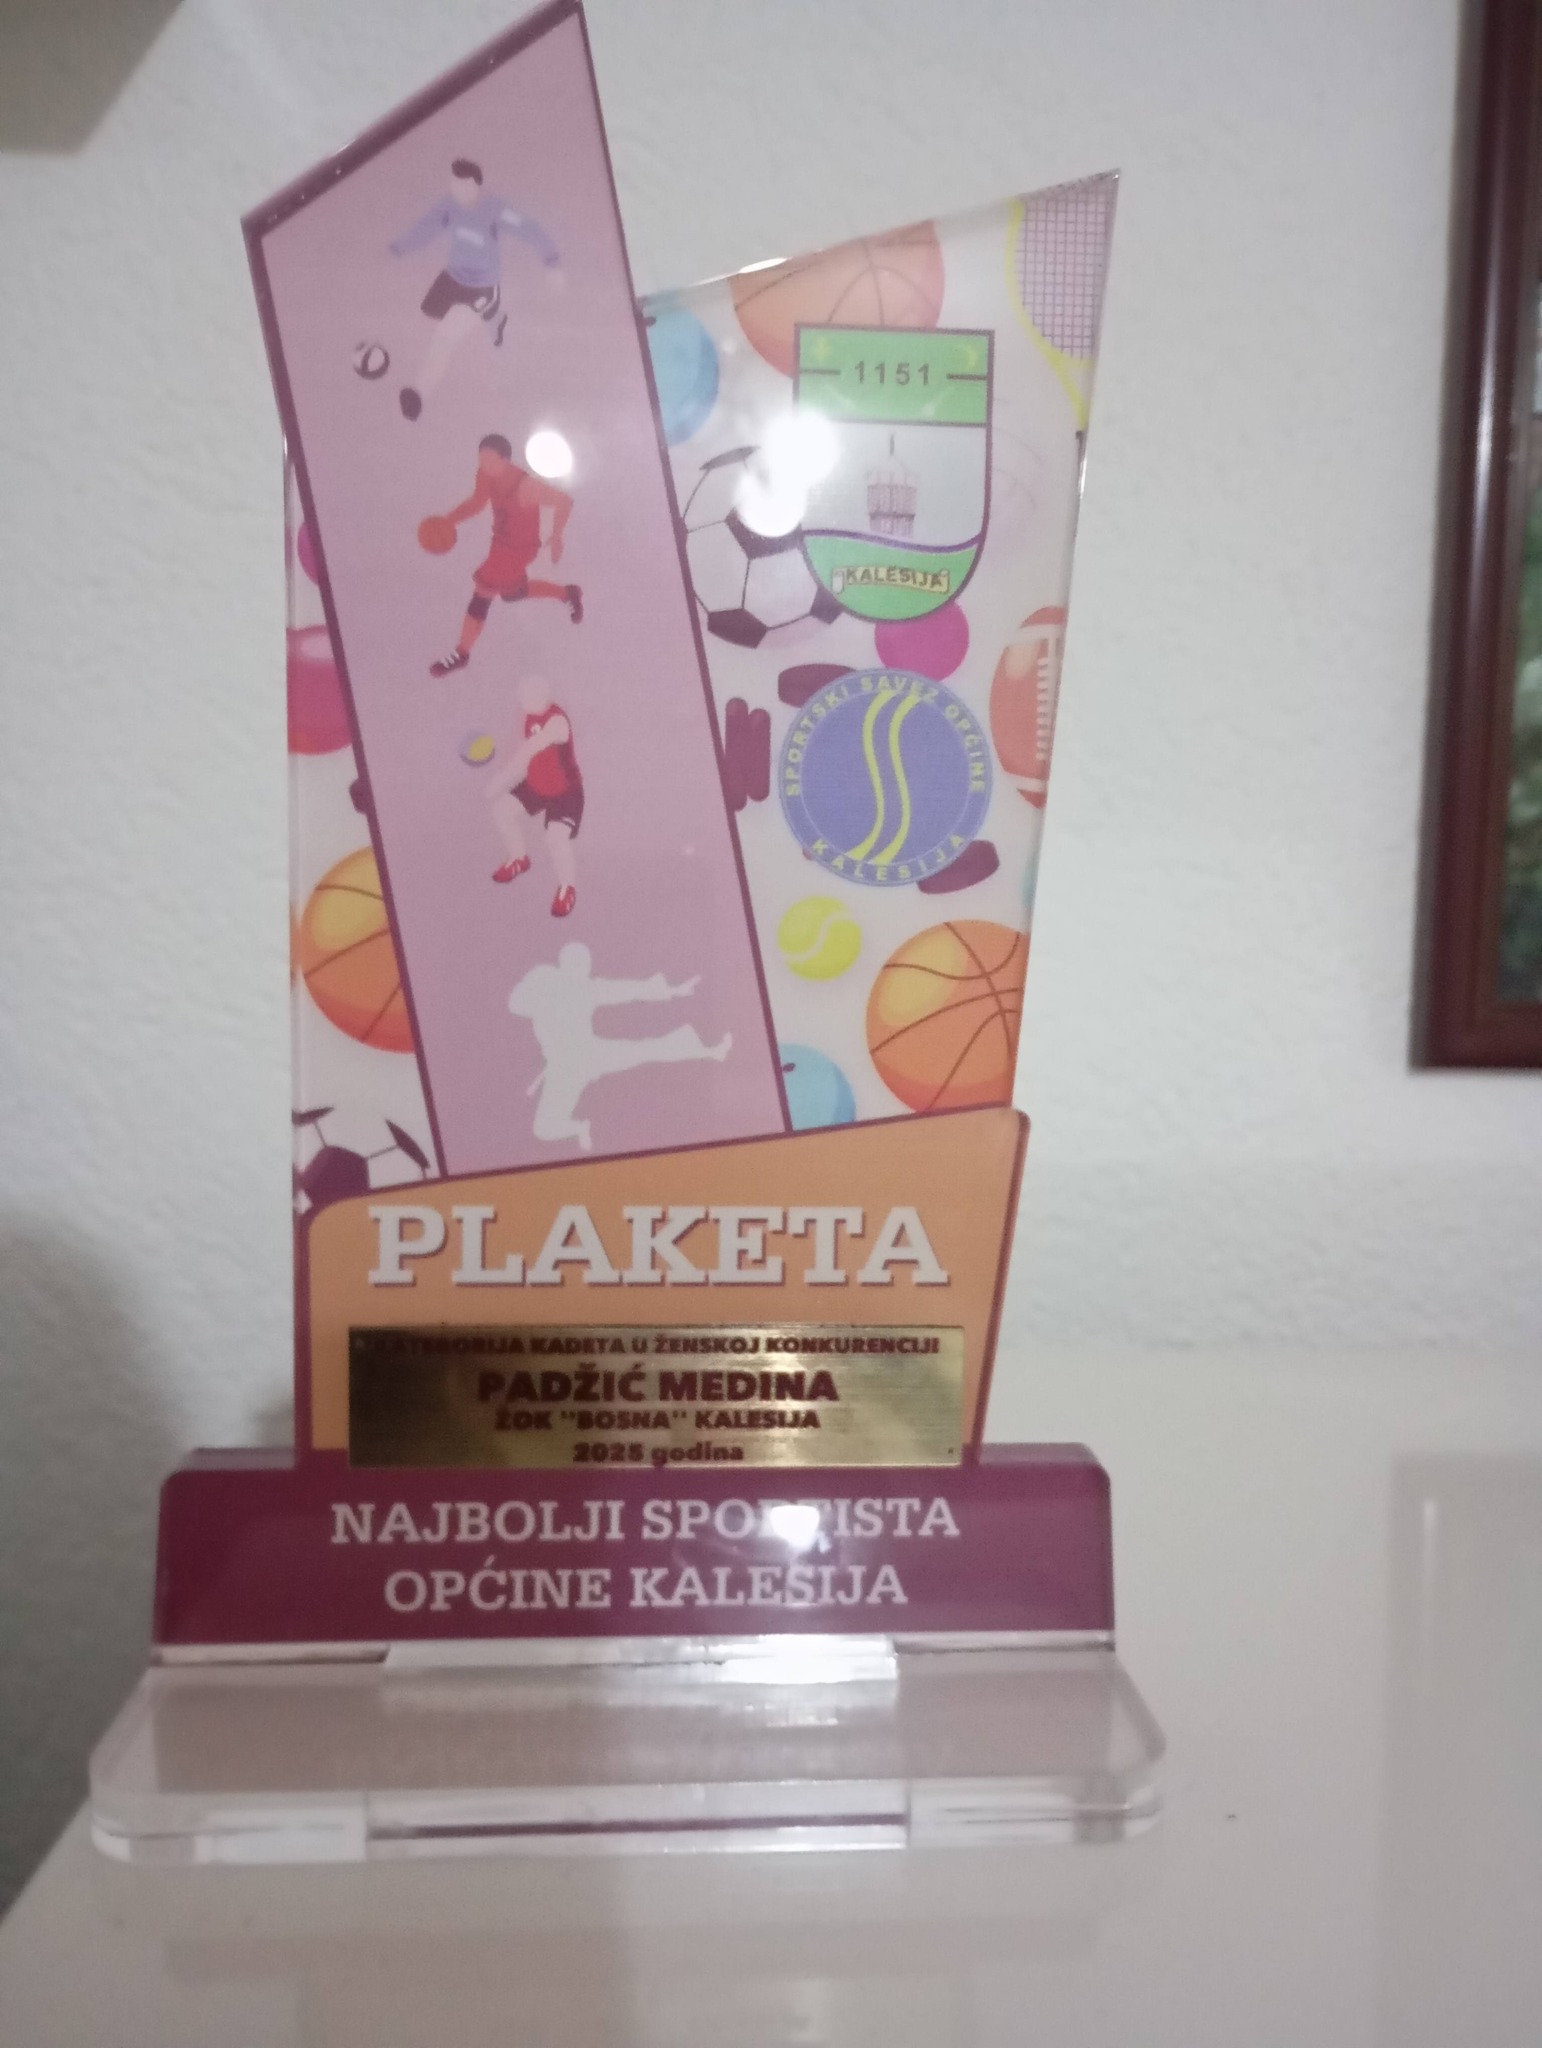 1151
KALESIJA
SPORTSKI SAVEZ OPĆINE
KALESIJA
PLAKETA
KATEGORIJA KADETA U ŽENSKOJ KONKURENCIJI
PADŽIĆ MEDINA
ŽOK "BOSNA" KALESIJA
2025 godina
NAJBOLJI SPORTISTA
OPĆINE KALESIJA